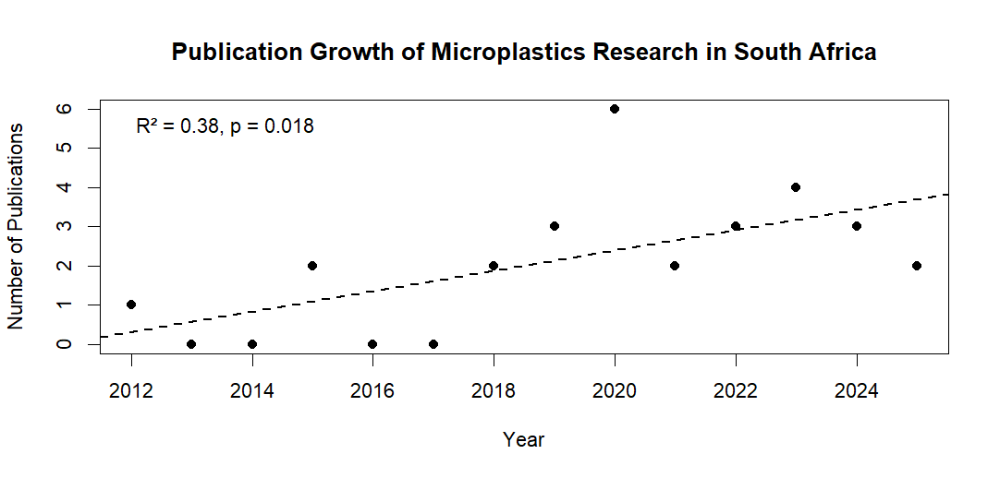 Publication Growth of Microplastics Research in South Africa
R² = 0.38, p = 0.018
Number of Publications
6
5
4
3
2
1
0
2012 2014 2016 2018 2020 2022 2024
Year